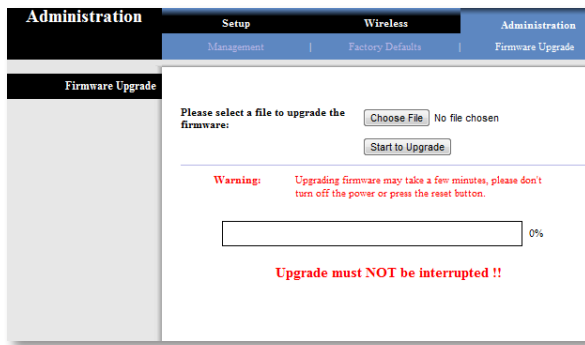 Administration
Setup
Wireless
Administration
Management | Factory Defaults | Firmware Upgrade
Firmware Upgrade
Please select a file to upgrade the
firmware:
Choose File No file chosen
Start to Upgrade
Warning:
Upgrading firmware may take a few minutes, please don't
turn off the power or press the reset button.
0%
Upgrade must NOT be interrupted !!